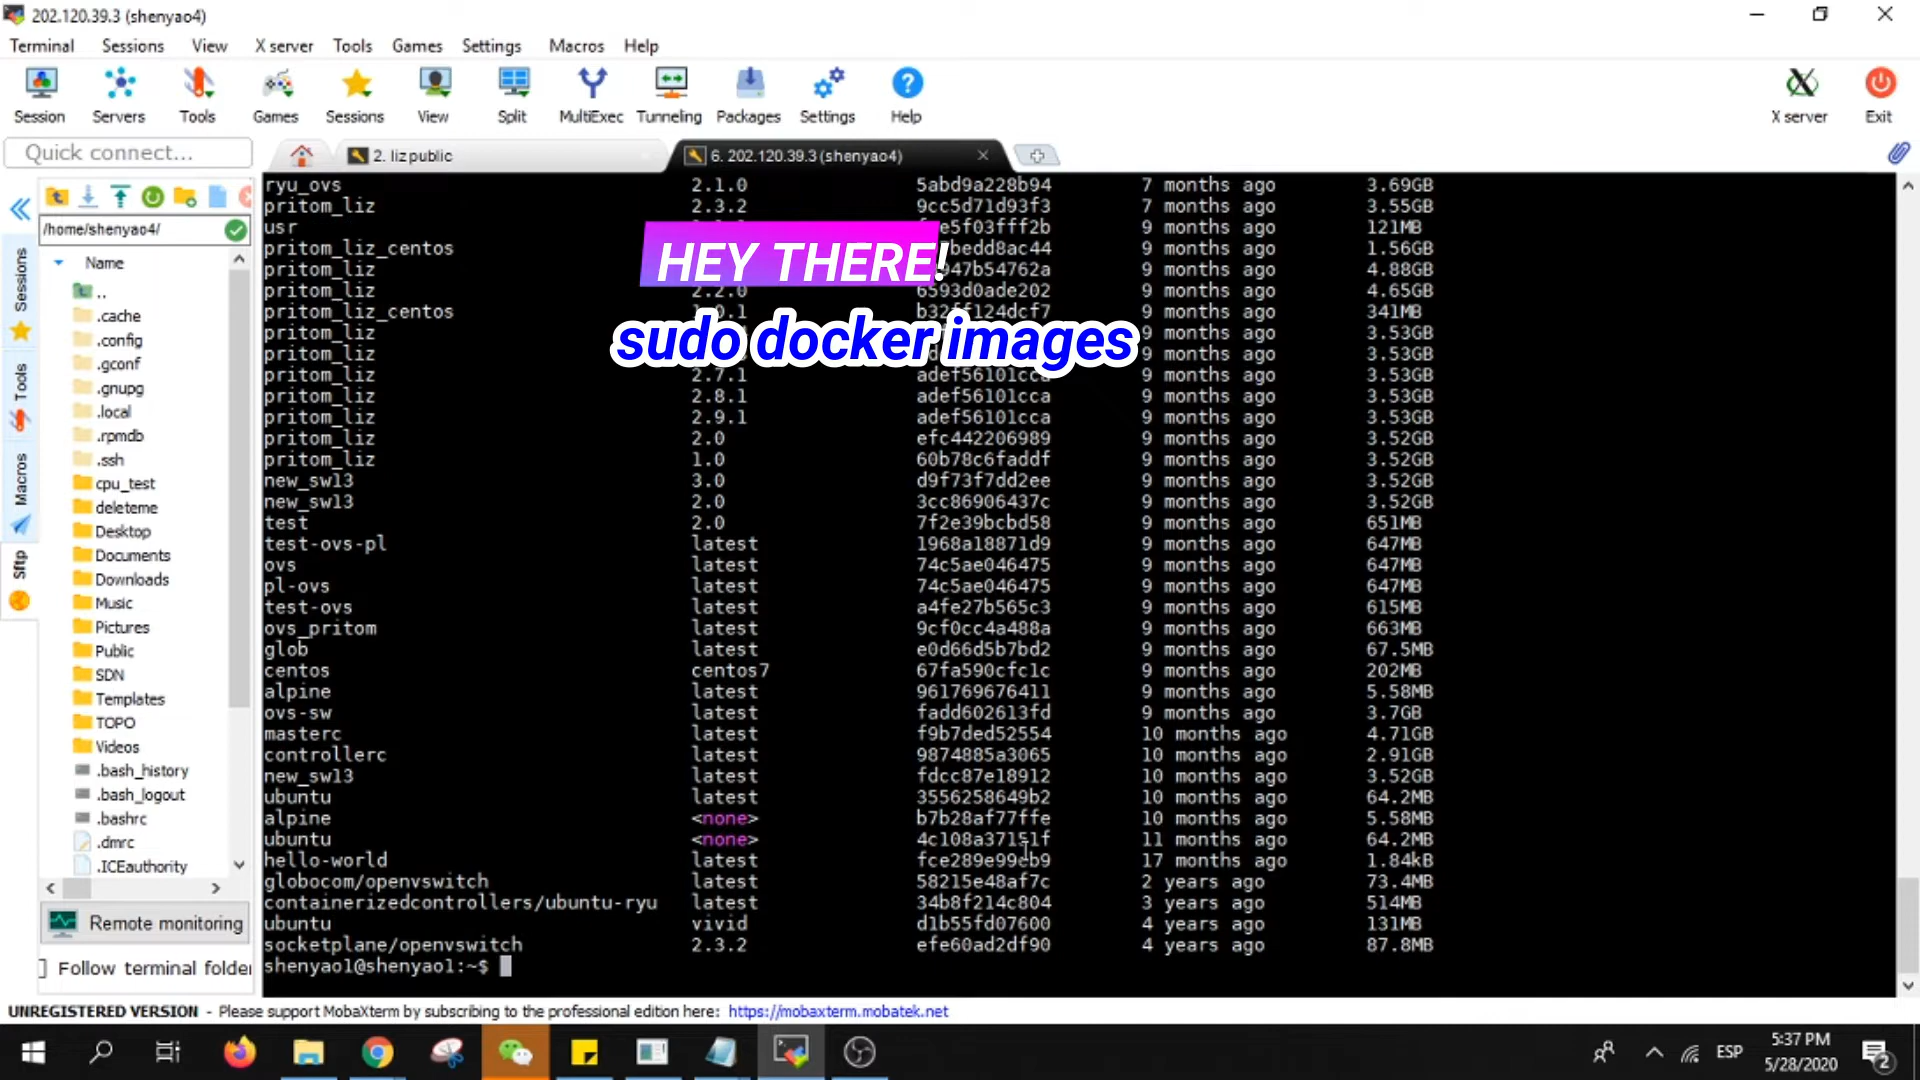 202.120.39.3 (shenyao4)
Terminal Sessions View X server Tools Games Settings Macros Help
Session Servers Tools Games Sessions View Split MultiExec Tunneling Packages Settings Help X server Exit
Quick connect... 2. liz public 6. 202.120.39.3 (shenyao4)
/home/shenyao4/
Name
..
.cache
.config
.gconf
.gnupg
.local
.rpmdb
.ssh
cpu_test
deleteme
Desktop
Documents
Downloads
Music
Pictures
Public
SDN
Templates
TOPO
Videos
.bash_history
.bash_logout
.bashrc
.dmrc
.ICEauthority
Sessions
Tools
Macros
Sftp
Remote monitoring
Follow terminal folder
HEY THERE!
sudo docker images
ryu_ovs 2.1.0 5abd9a228b94 7 months ago 3.69GB
pritom_liz 2.3.2 9cc5d71d93f3 7 months ago 3.55GB
usr e5f03fff2b 9 months ago 121MB
pritom_liz_centos bedd8ac44 9 months ago 1.56GB
pritom_liz 947b54762a 9 months ago 4.88GB
pritom_liz 2.2.0 6593d0ade202 9 months ago 4.65GB
pritom_liz_centos 9 months ago 341MB
pritom_liz 9 months ago 3.53GB
pritom_liz 9 months ago 3.53GB
pritom_liz 2.7.1 adef56101cca 9 months ago 3.53GB
pritom_liz 2.8.1 adef56101cca 9 months ago 3.53GB
pritom_liz 2.9.1 adef56101cca 9 months ago 3.53GB
pritom_liz 2.0 efc442206989 9 months ago 3.52GB
pritom_liz 1.0 60b78c6faddf 9 months ago 3.52GB
new_sw13 3.0 d9f73f7dd2ee 9 months ago 3.52GB
new_sw13 2.0 3cc86906437c 9 months ago 3.52GB
test 2.0 7f2e39bcbd58 9 months ago 651MB
test-ovs-pl latest 1968a18871d9 9 months ago 647MB
ovs latest 74c5ae046475 9 months ago 647MB
pl-ovs latest 74c5ae046475 9 months ago 647MB
test-ovs latest a4fe27b565c3 9 months ago 615MB
ovs_pritom latest 9cf0cc4a488a 9 months ago 663MB
glob latest e0d66d5b7bd2 9 months ago 67.5MB
centos centos7 67fa590cfc1c 9 months ago 202MB
alpine latest 961769676411 9 months ago 5.58MB
ovs-sw latest fadd602613fd 9 months ago 3.7GB
masterc latest f9b7ded52554 10 months ago 4.71GB
controllerc latest 9874885a3065 10 months ago 2.91GB
new_sw13 latest fdcc87e18912 10 months ago 3.52GB
ubuntu latest 3556258649b2 10 months ago 64.2MB
alpine <none> b7b28af77ffe 10 months ago 5.58MB
ubuntu <none> 4c108a37151f 11 months ago 64.2MB
hello-world latest fce289e99eb9 17 months ago 1.84kB
globocom/openvswitch latest 58215e48af7c 2 years ago 73.4MB
containerizedcontrollers/ubuntu-ryu latest 34b8f214c804 3 years ago 514MB
ubuntu vivid d1b55fd07600 4 years ago 131MB
socketplane/openvswitch 2.3.2 efe60ad2df90 4 years ago 87.8MB
shenyao1@shenyao1:~$
UNREGISTERED VERSION - Please support MobaXterm by subscribing to the professional edition here: https://mobaxterm.mobatek.net
ESP 5:37 PM
5/28/2020
2